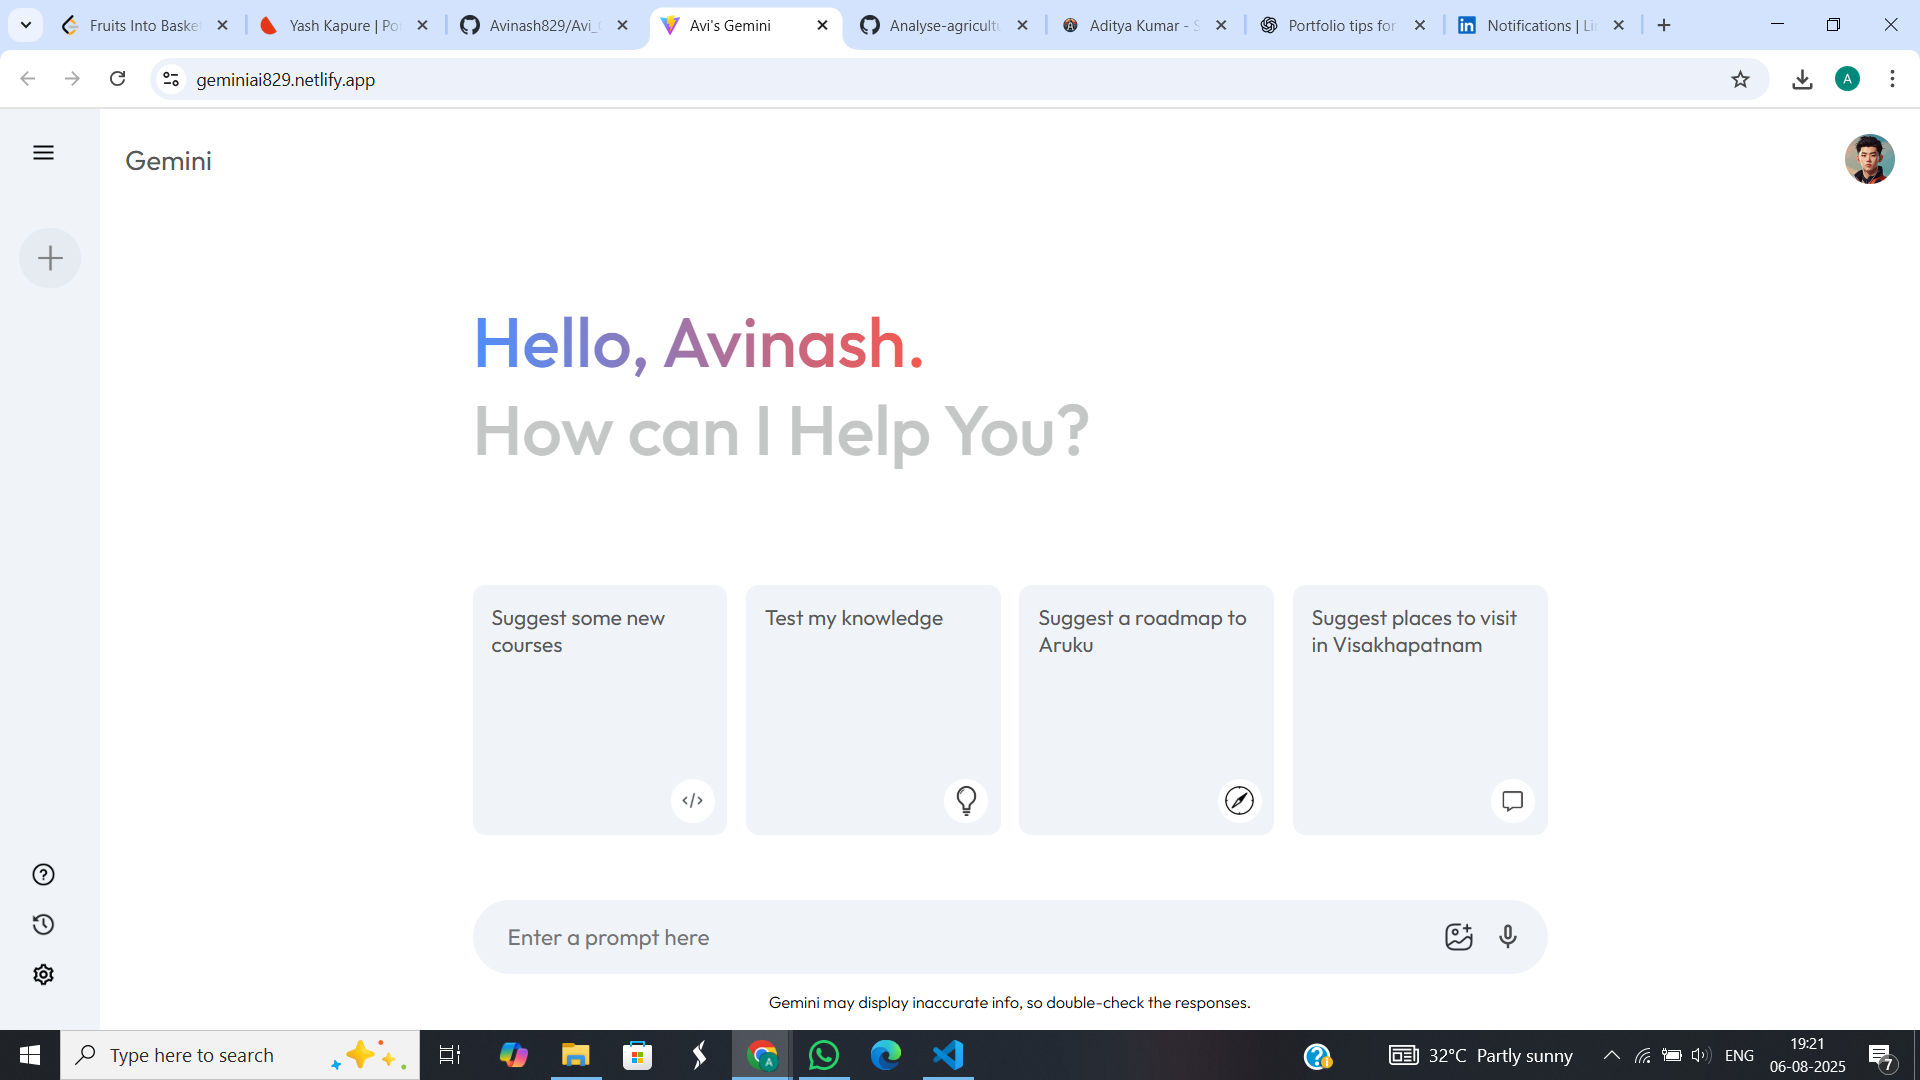 Fruits Into Basket
Yash Kapure | Po
Avinash829/Avi_
Avi's Gemini
Analyse-agricultu
Aditya Kumar - S
Portfolio tips for
Notifications | Li
geminiai829.netlify.app
A
Gemini
Hello, Avinash.
How can I Help You?
Suggest some new
courses
Test my knowledge
Suggest a roadmap to
Aruku
Suggest places to visit
in Visakhapatnam
Enter a prompt here
Gemini may display inaccurate info, so double-check the responses.
Type here to search
32°C Partly sunny
ENG
19:21
06-08-2025
7